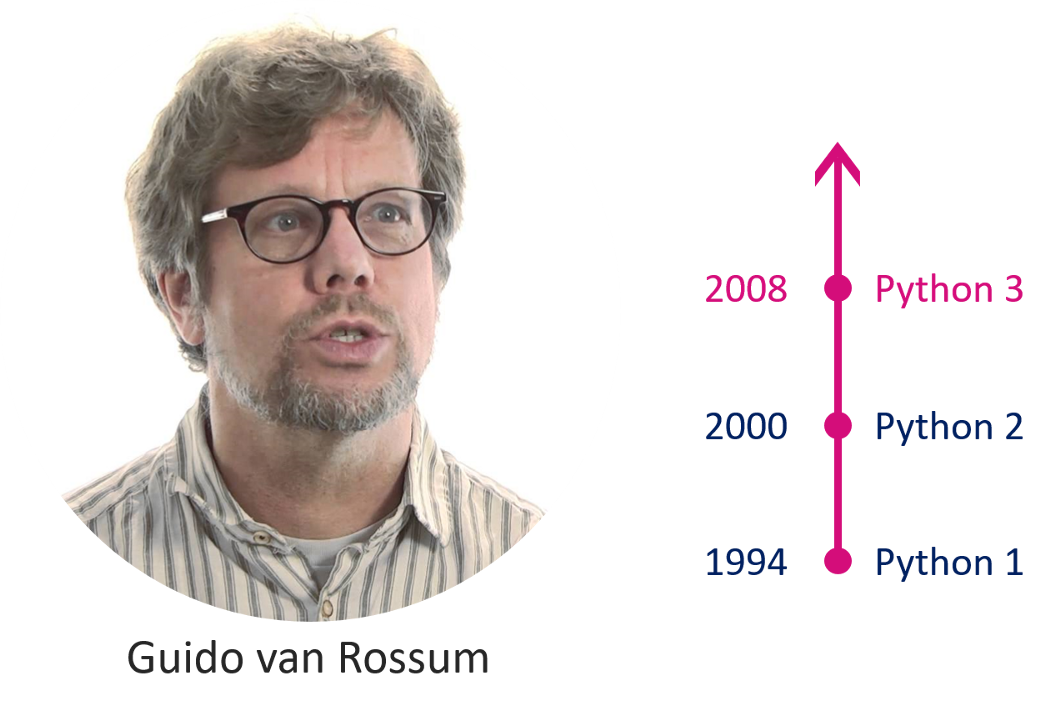 Guido van Rossum
2008 Python 3
2000 Python 2
1994 Python 1